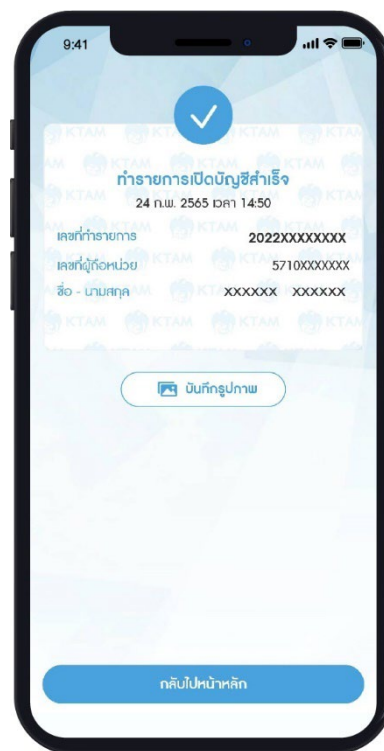 9:41
KTAM
ทำรายการเปิดบัญชีสำเร็จ
24 ก.พ. 2565 เวลา 14:50
เลขที่ทำรายการ 2022XXXXXXXX
เลขที่ผู้ถือหน่วย 5710XXXXXXX
ชื่อ - นามสกุล XXXXXX XXXXXX
บันทึกรูปภาพ
กลับไปหน้าหลัก